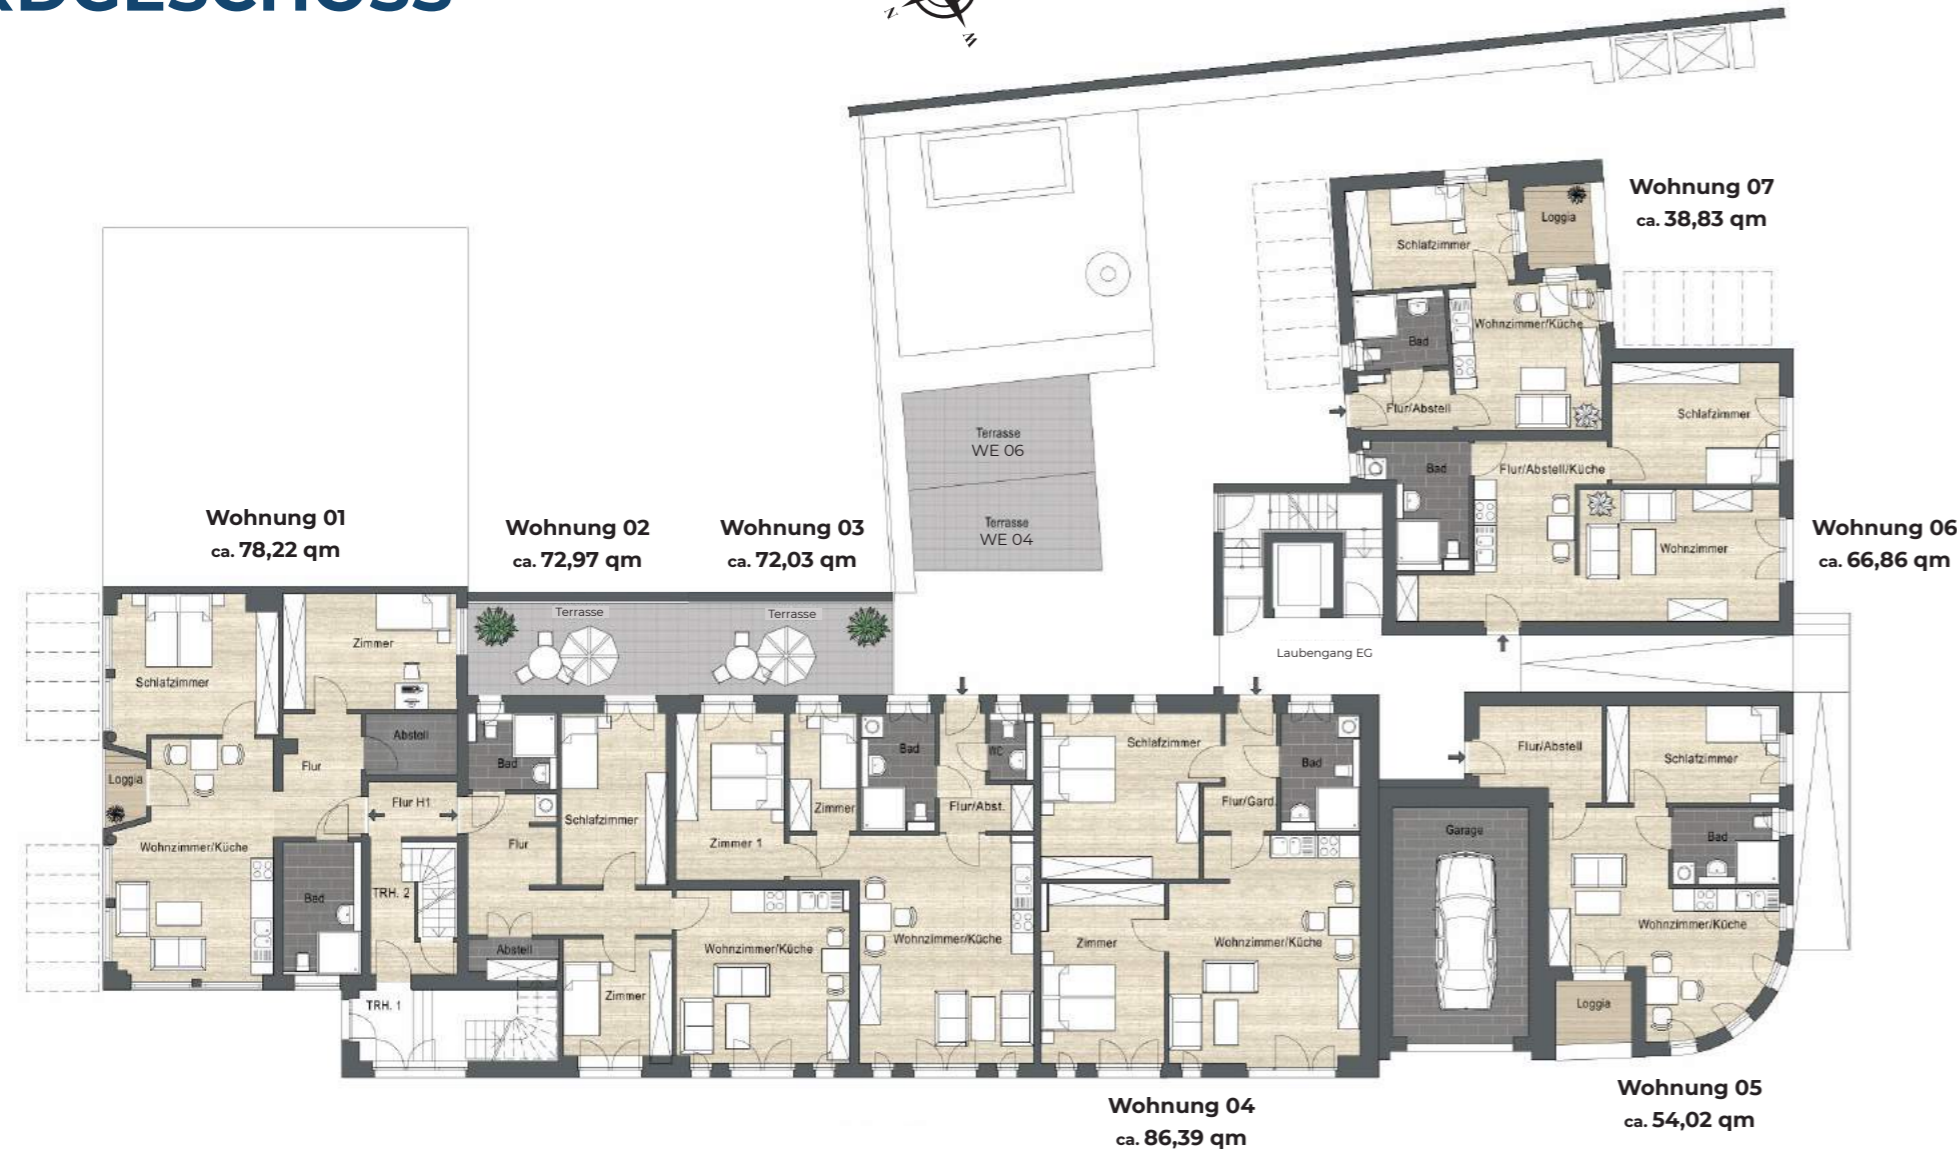 RDGESCHOSS
N
W
Wohnung 07
ca. 38,83 qm
Loggia
Schlafzimmer
Wohnzimmer/Küche
Bad
Flur/Abstell
Schlafzimmer
Bad
Flur/Abstell/Küche
Wohnzimmer
Wohnung 06
ca. 66,86 qm
Terrasse
WE 06
Terrasse
WE 04
Wohnung 01
ca. 78,22 qm
Wohnung 02
ca. 72,97 qm
Wohnung 03
ca. 72,03 qm
Terrasse
Terrasse
Laubengang EG
Zimmer
Schlafzimmer
Abstell
Loggia
Flur
Flur H1
Wohnzimmer/Küche
Bad
TRH. 2
TRH. 1
Bad
Flur
Schlafzimmer
Abstell
Zimmer
Wohnzimmer/Küche
Zimmer 1
Zimmer
Bad
WC
Flur/Abst.
Wohnzimmer/Küche
Schlafzimmer
Bad
Flur/Gard.
Zimmer
Wohnzimmer/Küche
Garage
Flur/Abstell
Schlafzimmer
Bad
Wohnzimmer/Küche
Loggia
Wohnung 04
ca. 86,39 qm
Wohnung 05
ca. 54,02 qm